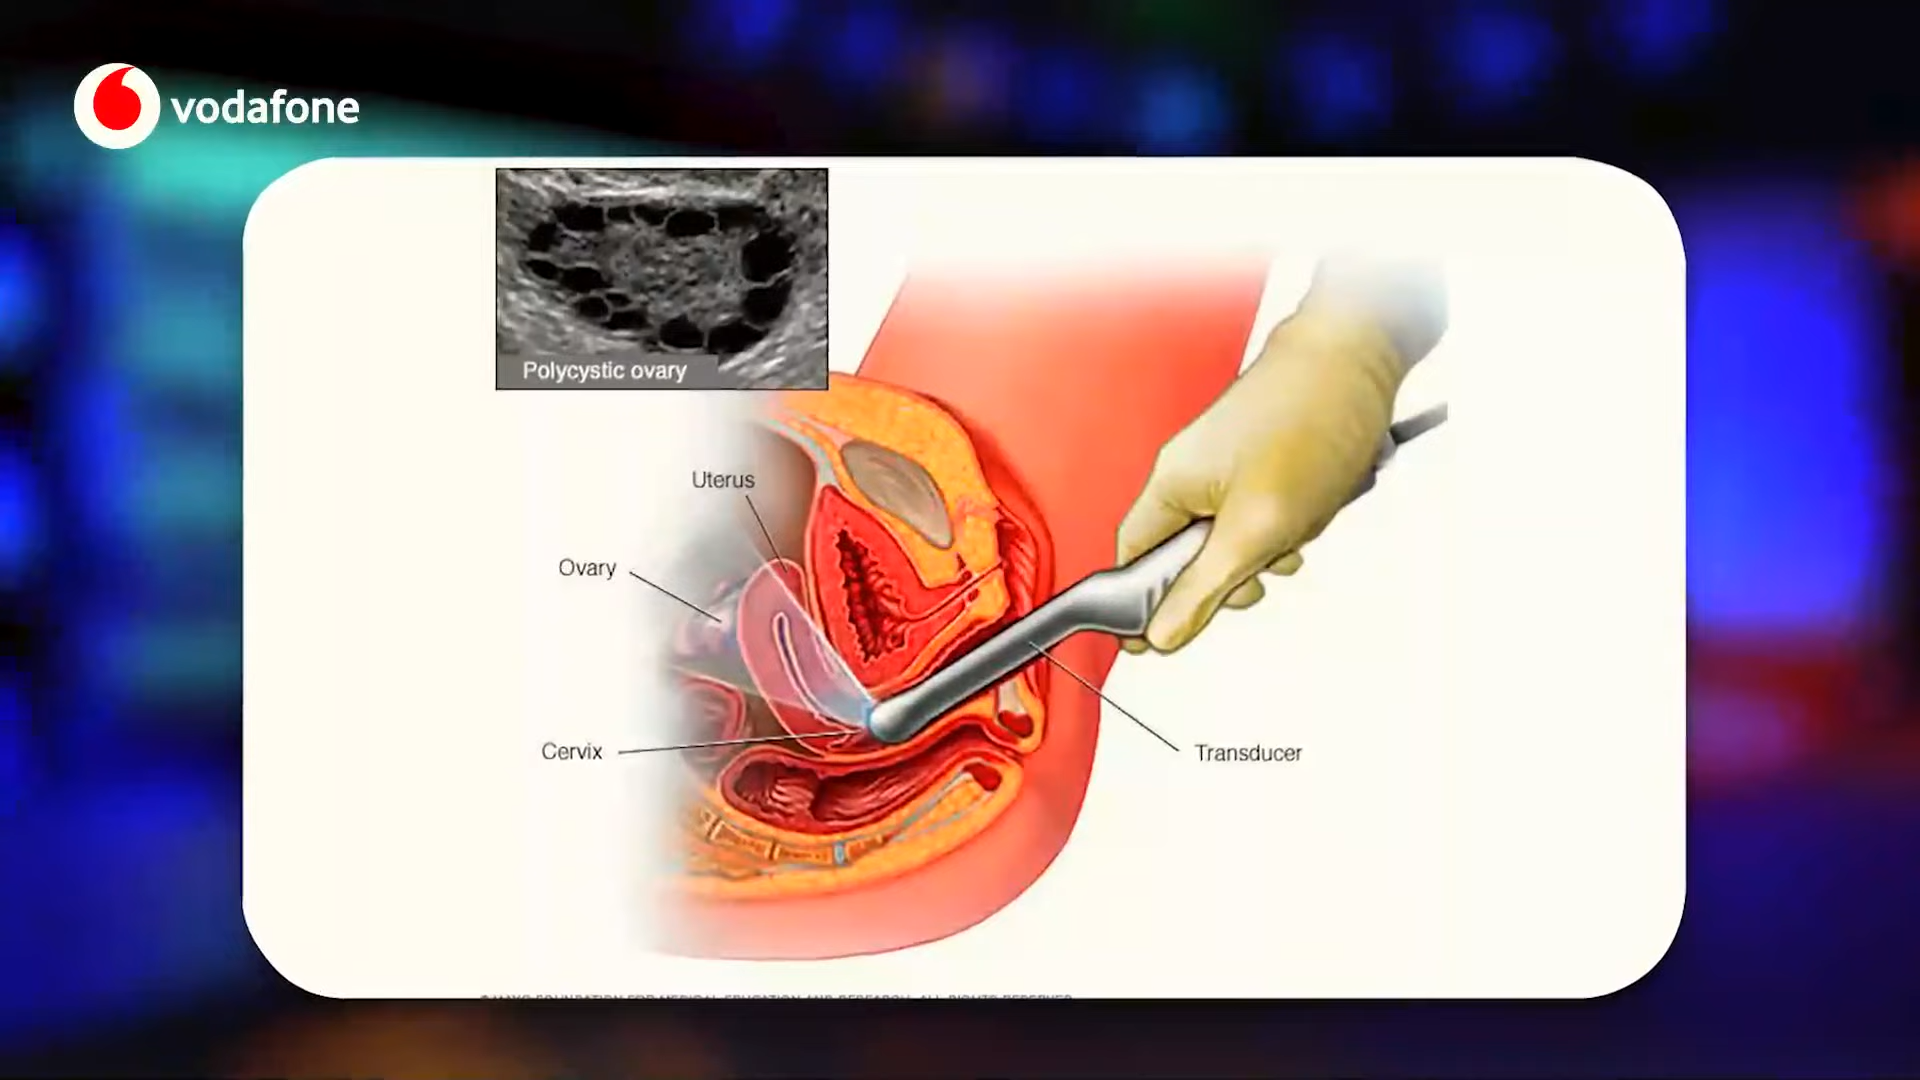 vodafone
Polycystic ovary
Uterus
Ovary
Cervix
Transducer